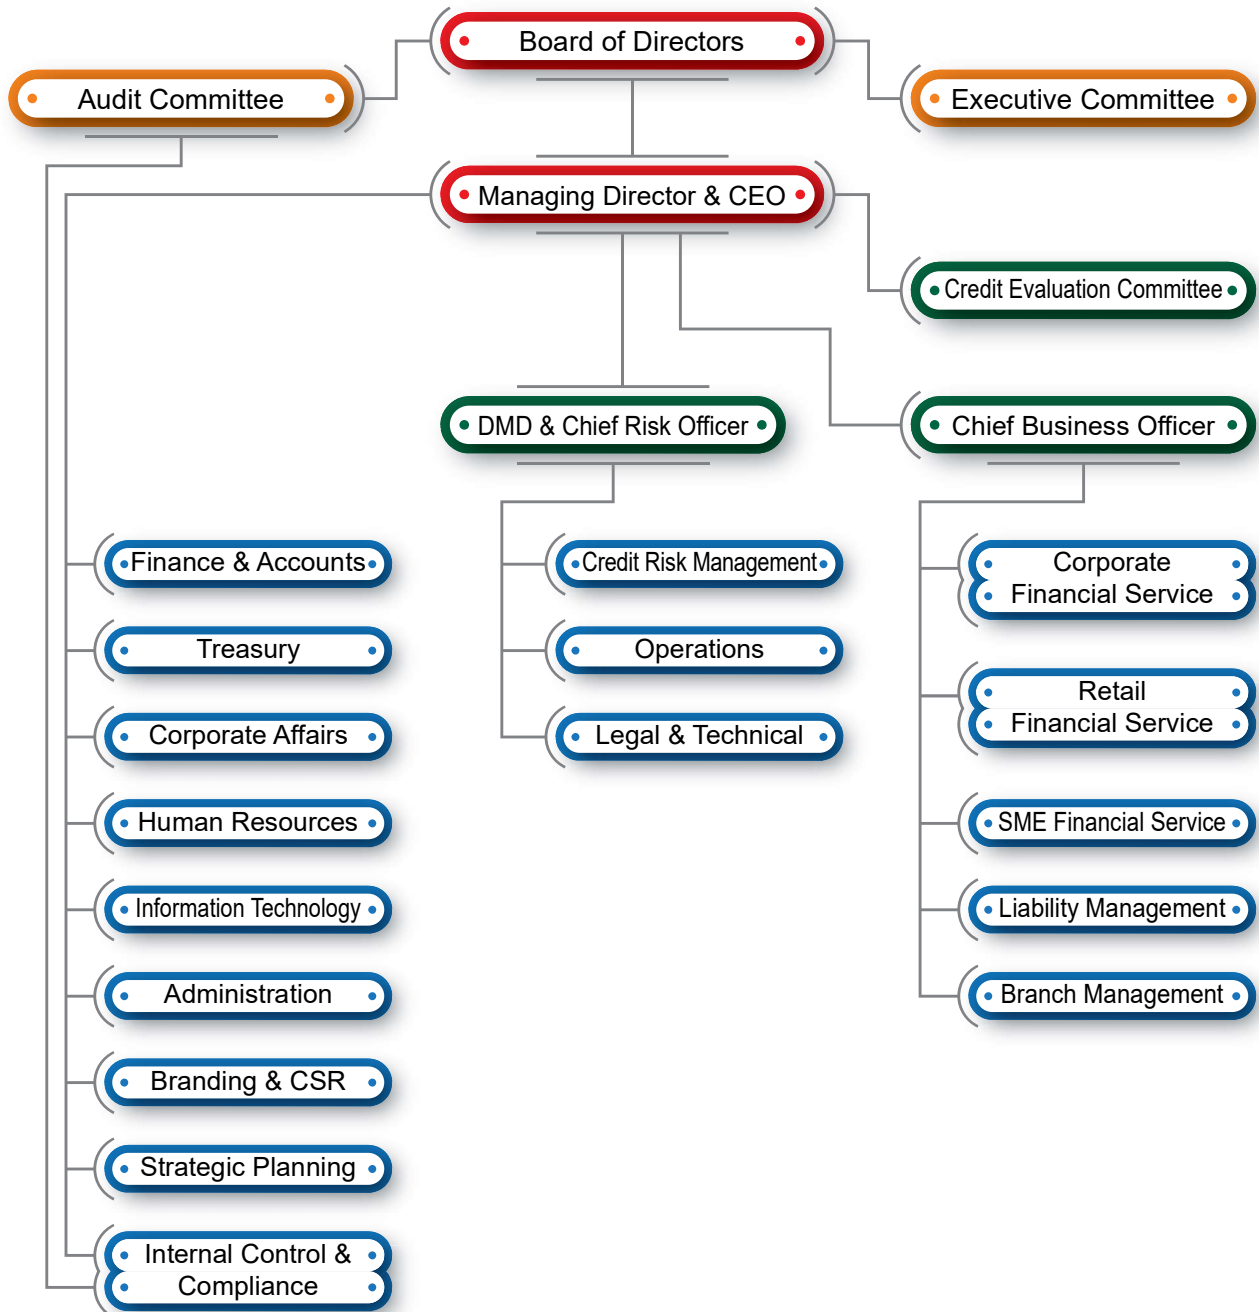 Board of Directors
Audit Committee
Executive Committee
Managing Director & CEO
Credit Evaluation Committee
DMD & Chief Risk Officer
Chief Business Officer
Finance & Accounts
Treasury
Corporate Affairs
Human Resources
Information Technology
Administration
Branding & CSR
Strategic Planning
Internal Control &
Compliance
Credit Risk Management
Operations
Legal & Technical
Corporate
Financial Service
Retail
Financial Service
SME Financial Service
Liability Management
Branch Management